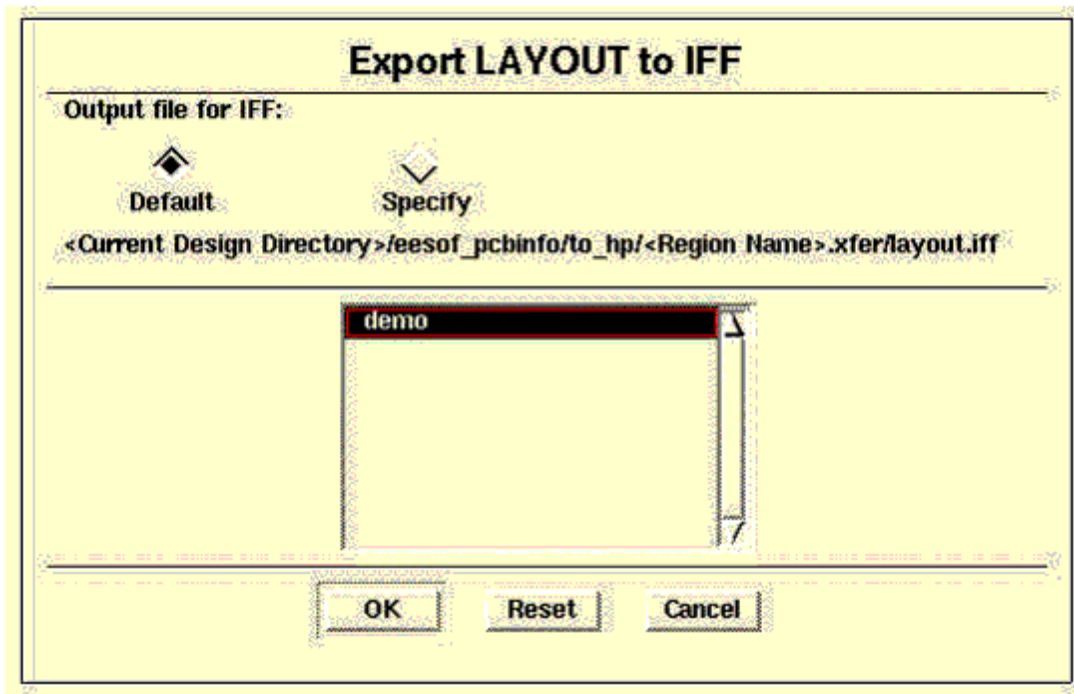 Export LAYOUT to IFF
Output file for IFF:
Default Specify
<Current Design Directory>/eesof_pcbinfo/to_hp/<Region Name>.xfer/layout.iff
demo
OK Reset Cancel